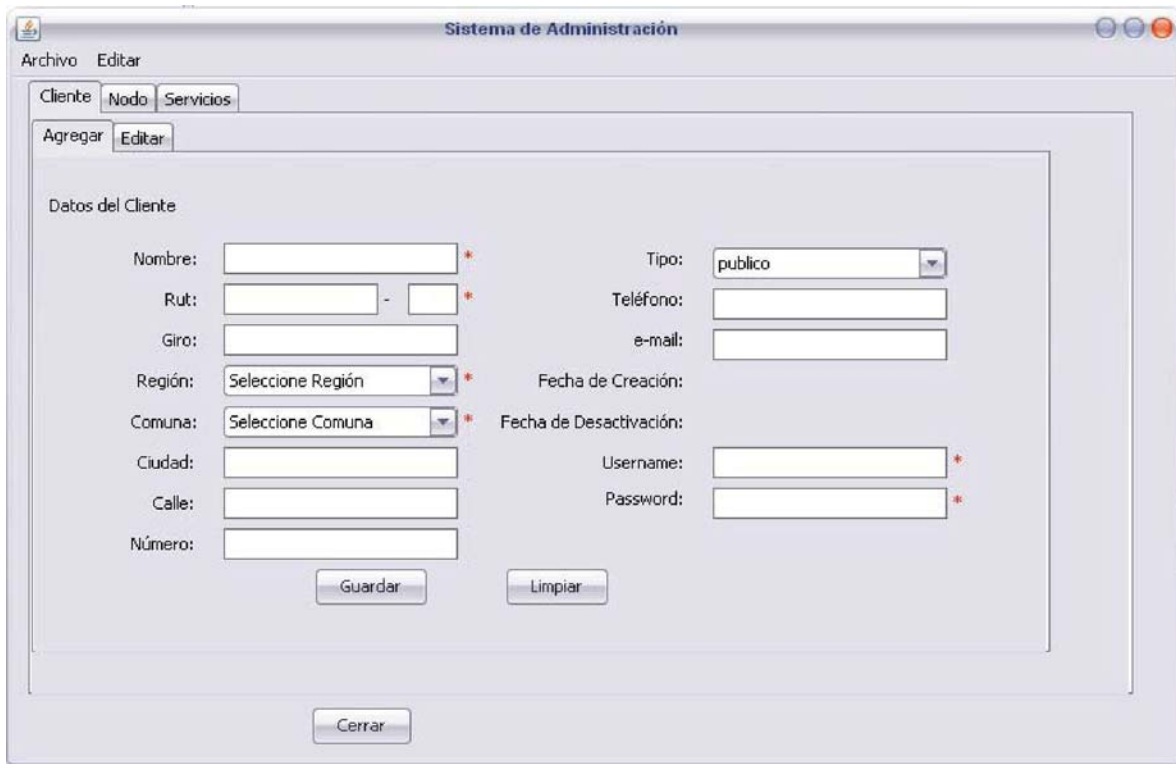 Sistema de Administración
Archivo Editar
Cliente Nodo Servicios
Agregar Editar
Datos del Cliente
Nombre: *
Rut: - *
Giro:
Región: Seleccione Región *
Comuna: Seleccione Comuna *
Ciudad:
Calle:
Número:
Tipo: publico
Teléfono:
e-mail:
Fecha de Creación:
Fecha de Desactivación:
Username: *
Password: *
Guardar Limpiar
Cerrar